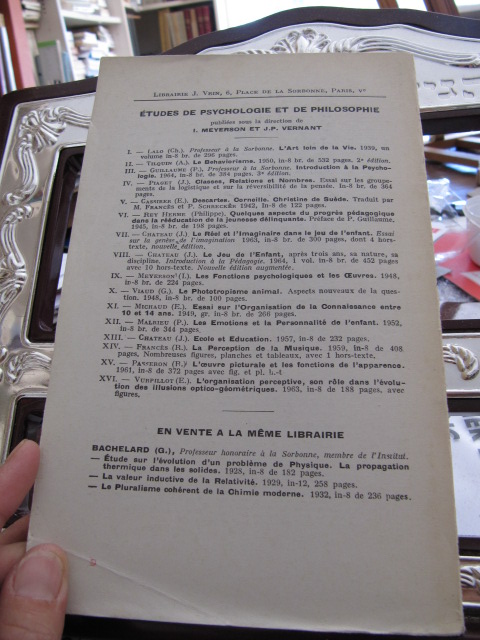 LIBRAIRIE J. VRIN, 6, PLACE DE LA SORBONNE, PARIS, Vᵉ
ÉTUDES DE PSYCHOLOGIE ET DE PHILOSOPHIE
publiées sous la direction de
I. MEYERSON ET J.P. VERNANT
I. — LALO (Ch.), Professeur à la Sorbonne. L'Art loin de la Vie. 1939, un
volume in-8 br. de 296 pages.
II. — TILQUIN (A.). Le Behaviorisme. 1950, in-8 br. de 532 pages, 2ᵉ édition.
III. — GUILLAUME (P.), Professeur à la Sorbonne. Introduction à la Psycho-
logie. 1964, in-8 br. de 384 pages. 3ᵉ édition.
IV. — PIAGET (J.). Classes, Relations et Nombres. Essai sur les groupe-
ments de la logistique et sur la réversibilité de la pensée. In-8 br. de 364
pages.
V. — CASSIRER (E.). Descartes. Corneille. Christine de Suède. Traduit par
M. FRANCÈS et P. SCHRECKER 1942, in-8 br. de 122 pages.
VI. — REY HERME (Philippe), Quelques aspects du progrès pédagogique
dans la rééducation de la jeunesse délinquante. Préface de P. Guillaume,
1945, in-8 br. de 198 pages.
VII. — CHATEAU (J.) Le Réel et l'Imaginaire dans le jeu de l'enfant. Essai
sur la genèse de l'imagination 1963, in-8 br. de 300 pages, dont 4 hors-
texte, nouvelle édition.
VIII. — CHATEAU (J.). Le Jeu de l'Enfant, après trois ans, sa nature, sa
discipline. Introduction à la Pédagogie, 1964, 1 vol. in-8 br. de 452 pages
avec 10 hors-texte. Nouvelle édition augmentée.
IX. — MEYERSON (I.). Les Fonctions psychologiques et les Œuvres. 1948,
in-8 br. de 224 pages.
X. — VIAUD (G.). Le Phototropisme animal. Aspects nouveaux de la ques-
tion. 1948, in-8 br. de 100 pages.
XI. — MICHAUD (E.). Essai sur l'Organisation de la Connaissance entre
10 et 14 ans. 1949, gr. in-8 br. de 266 pages.
XII. — MALRIEU (P.). Les Emotions et la Personnalité de l'enfant. 1952,
in-8 br. de 344 pages.
XIII. — CHATEAU (J.). Ecole et Education. 1957, in-8 de 232 pages.
XIV. — FRANCÈS (R.). La Perception de la Musique. 1959, in-8 de 408
pages, Nombreuses figures, planches et tableaux, avec 1 hors-texte.
XV. — PASSERON (R.). L'œuvre picturale et les fonctions de l'apparence.
1961, in-8 de 372 pages avec fig. et pl. h.-t
XVI. — VURPILLOT (E.). L'organisation perceptive, son rôle dans l'évolu-
tion des illusions optico-géométriques. 1963, in-8 de 188 pages, avec
figures.
EN VENTE A LA MÊME LIBRAIRIE
BACHELARD (G.), Professeur honoraire à la Sorbonne, membre de l'Institut.
— Étude sur l'évolution d'un problème de Physique. La propagation
thermique dans les solides. 1928, in-8 de 182 pages.
— La valeur inductive de la Relativité. 1929, in-12, 258 pages.
— Le Pluralisme cohérent de la Chimie moderne. 1932, in-8 de 236 pages.